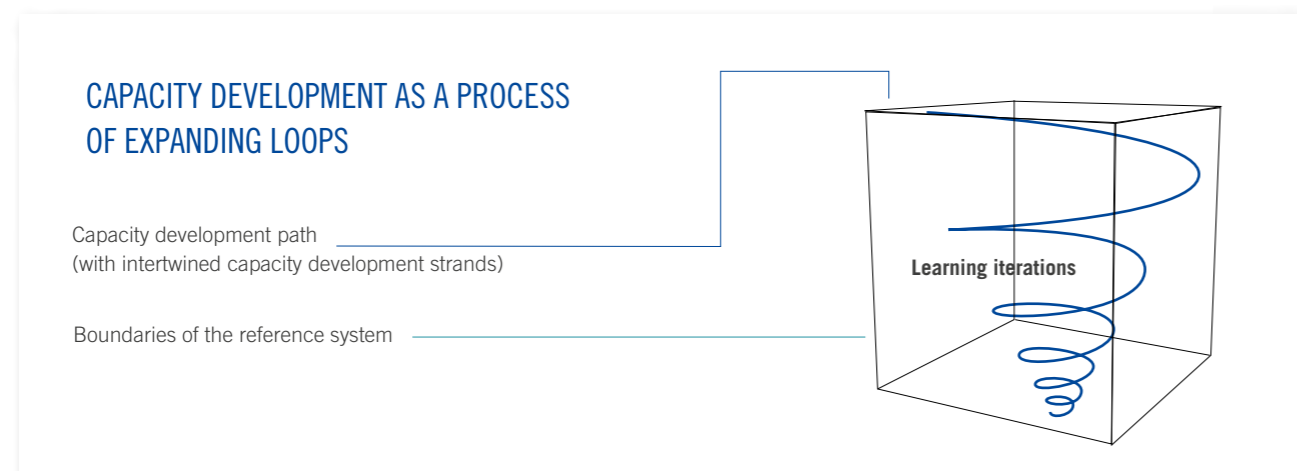 CAPACITY DEVELOPMENT AS A PROCESS
OF EXPANDING LOOPS
Capacity development path
(with intertwined capacity development strands)
Learning iterations
Boundaries of the reference system